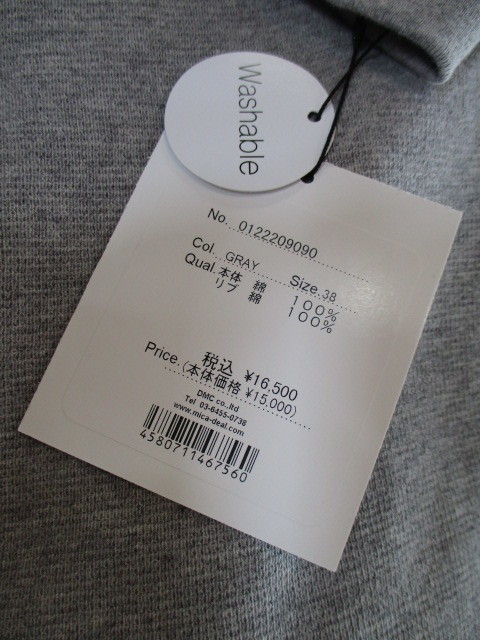 Washable
No. 0122209090
Col. GRAY Size. 38
Qual. 本体 綿 100%
リブ 綿 100%
Price. 税込 ¥16,500
(本体価格 ¥15,000)
DMC co.,ltd
Tel 03-6455-0738
www.mica-deal.com
4580711467560